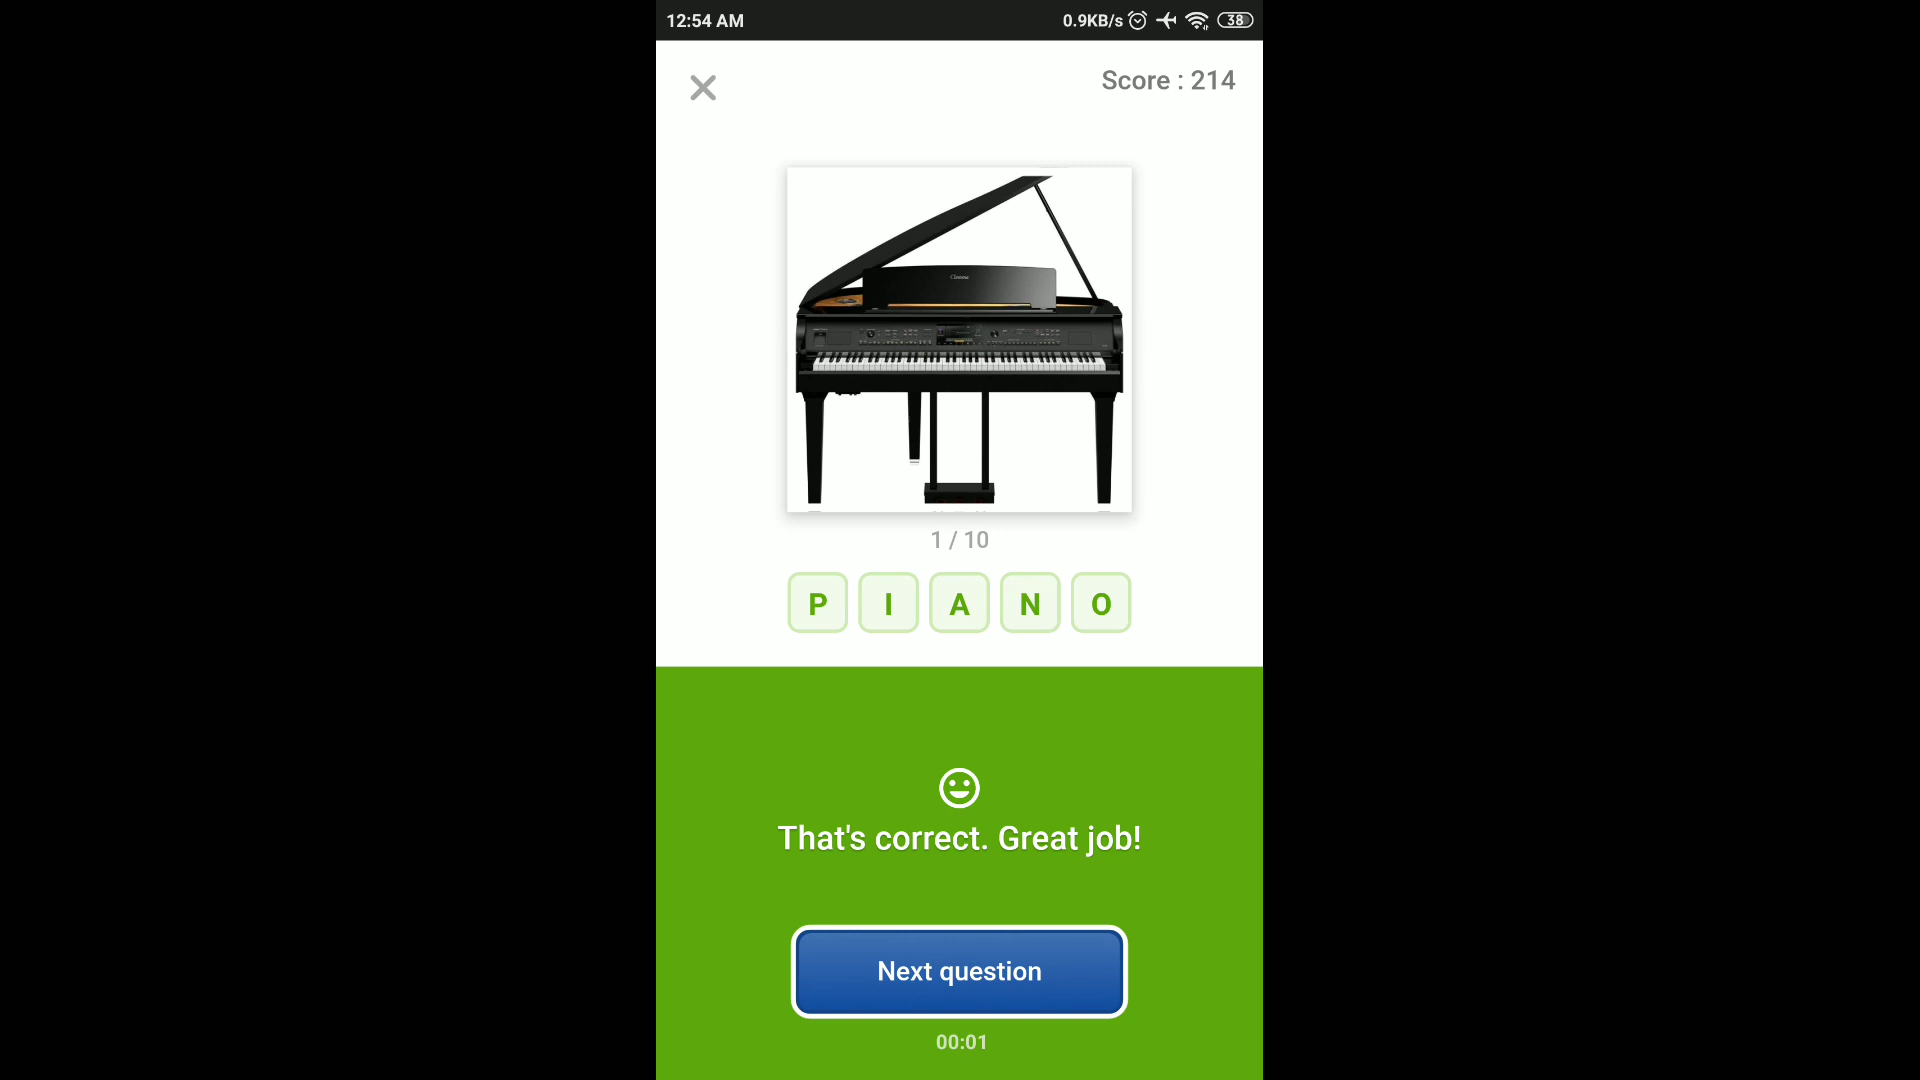 12:54 AM
0.9KB/s
38
Score : 214
1 / 10
P I A N O
That's correct. Great job!
Next question
00:01